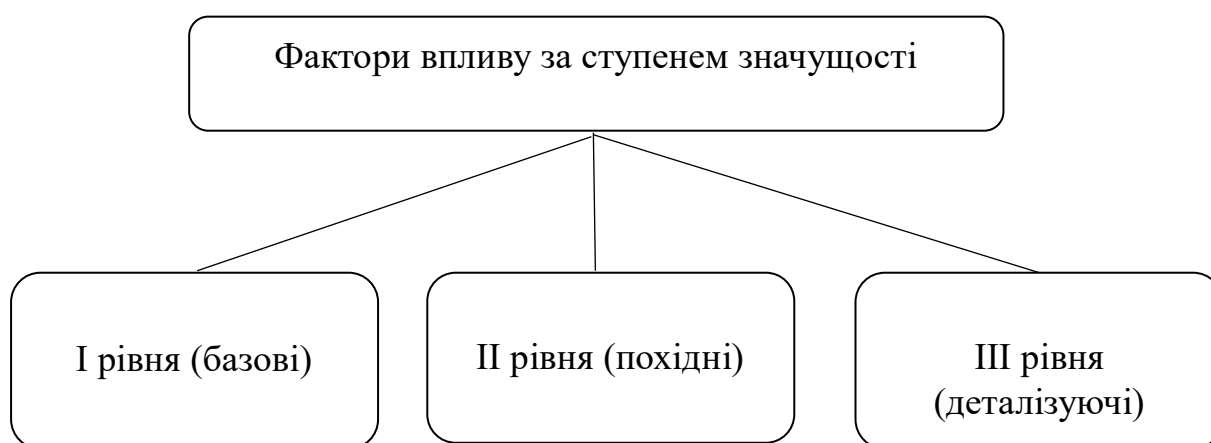 Фактори впливу за ступенем значущості
І рівня (базові)
ІІ рівня (похідні)
ІІІ рівня
(деталізуючі)